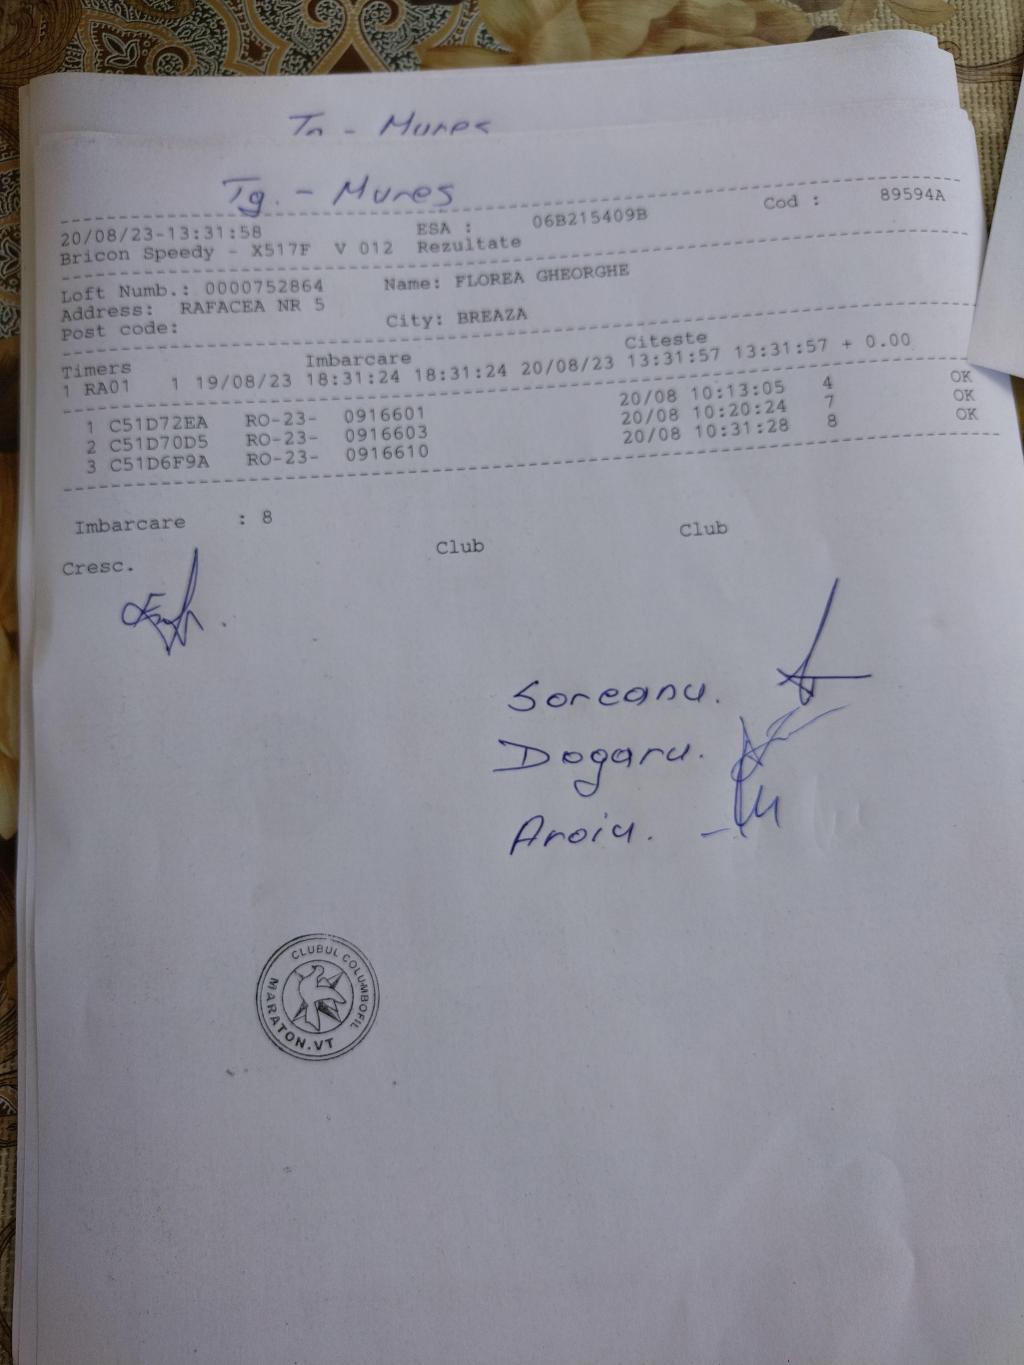 Tg - Mureș
Tg. - Mureș
20/08/23-13:31:58 ESA : 06B215409B Cod : 89594A
Bricon Speedy - X517F V 012 Rezultate
Loft Numb.: 0000752864 Name: FLOREA GHEORGHE
Address: RAFACEA NR 5
Post code: City: BREAZA
Timers Imbarcare Citeste
1 RA01 1 19/08/23 18:31:24 18:31:24 20/08/23 13:31:57 13:31:57 + 0.00
1 C51D72EA RO-23- 0916601 20/08 10:13:05 4 OK
2 C51D70D5 RO-23- 0916603 20/08 10:20:24 7 OK
3 C51D6F9A RO-23- 0916610 20/08 10:31:28 8 OK
Imbarcare : 8
Cresc. Club Club
Soreanu.
Dogaru.
Aroiu.
CLUBUL COLUMBOFIL
MARATON.VT